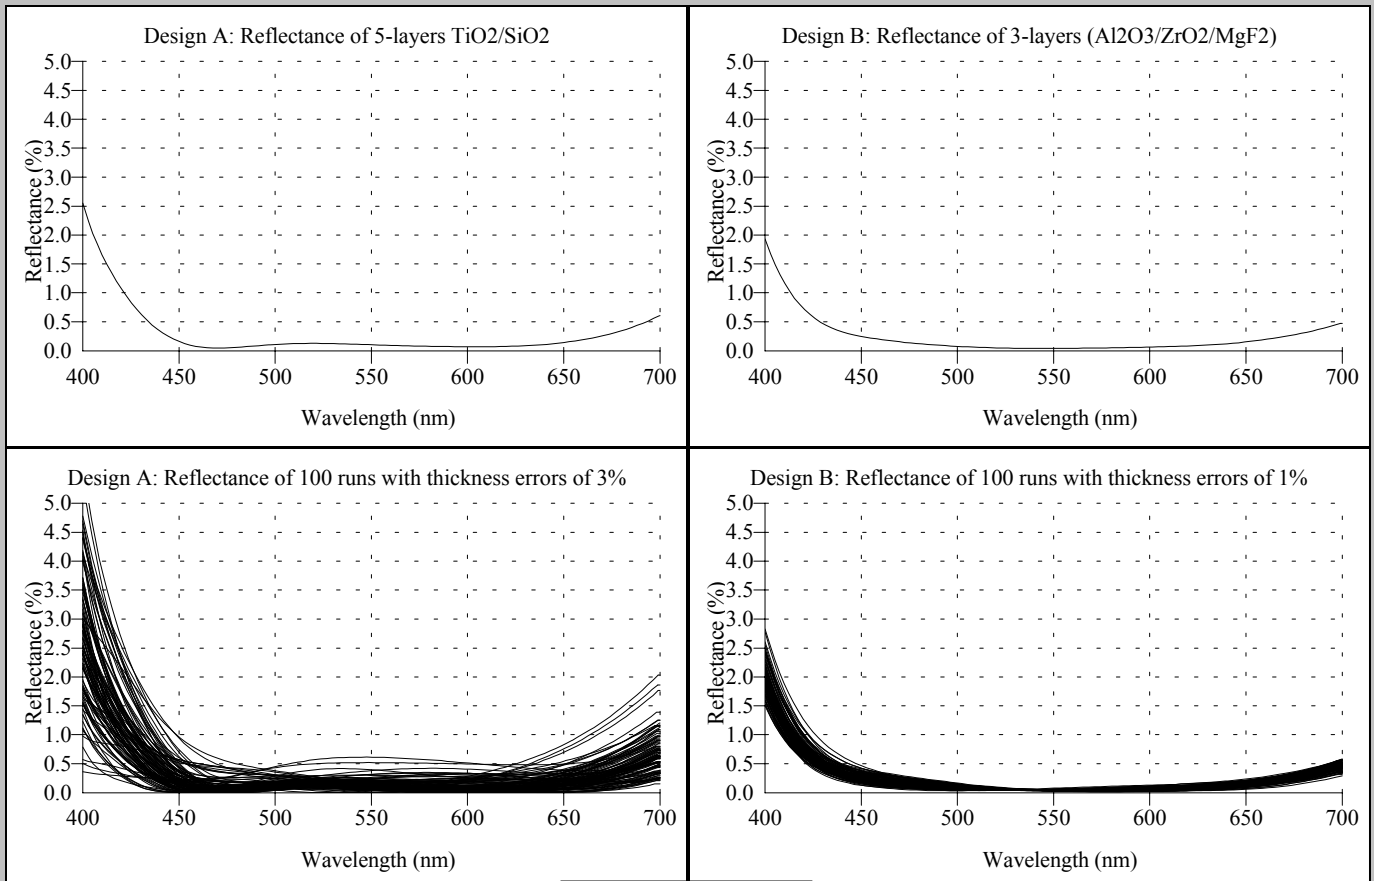 Design A: Reflectance of 5-layers TiO2/SiO2
5.0
4.5
4.0
3.5
3.0
2.5
2.0
1.5
1.0
0.5
0.0
Reflectance (%)
400 450 500 550 600 650 700
Wavelength (nm)
Design B: Reflectance of 3-layers (Al2O3/ZrO2/MgF2)
5.0
4.5
4.0
3.5
3.0
2.5
2.0
1.5
1.0
0.5
0.0
Reflectance (%)
400 450 500 550 600 650 700
Wavelength (nm)
Design A: Reflectance of 100 runs with thickness errors of 3%
5.0
4.5
4.0
3.5
3.0
2.5
2.0
1.5
1.0
0.5
0.0
Reflectance (%)
400 450 500 550 600 650 700
Wavelength (nm)
Design B: Reflectance of 100 runs with thickness errors of 1%
5.0
4.5
4.0
3.5
3.0
2.5
2.0
1.5
1.0
0.5
0.0
Reflectance (%)
400 450 500 550 600 650 700
Wavelength (nm)